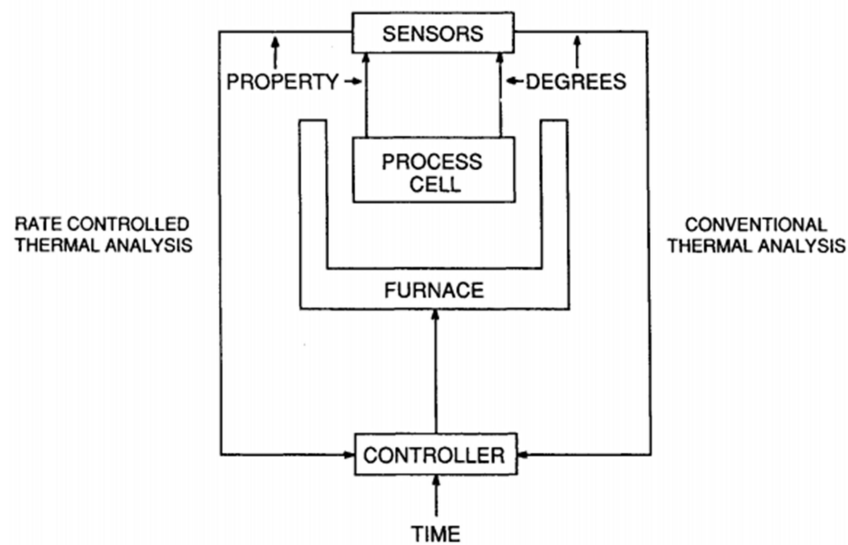 SENSORS
PROPERTY
DEGREES
PROCESS
CELL
RATE CONTROLLED
THERMAL ANALYSIS
CONVENTIONAL
THERMAL ANALYSIS
FURNACE
CONTROLLER
TIME